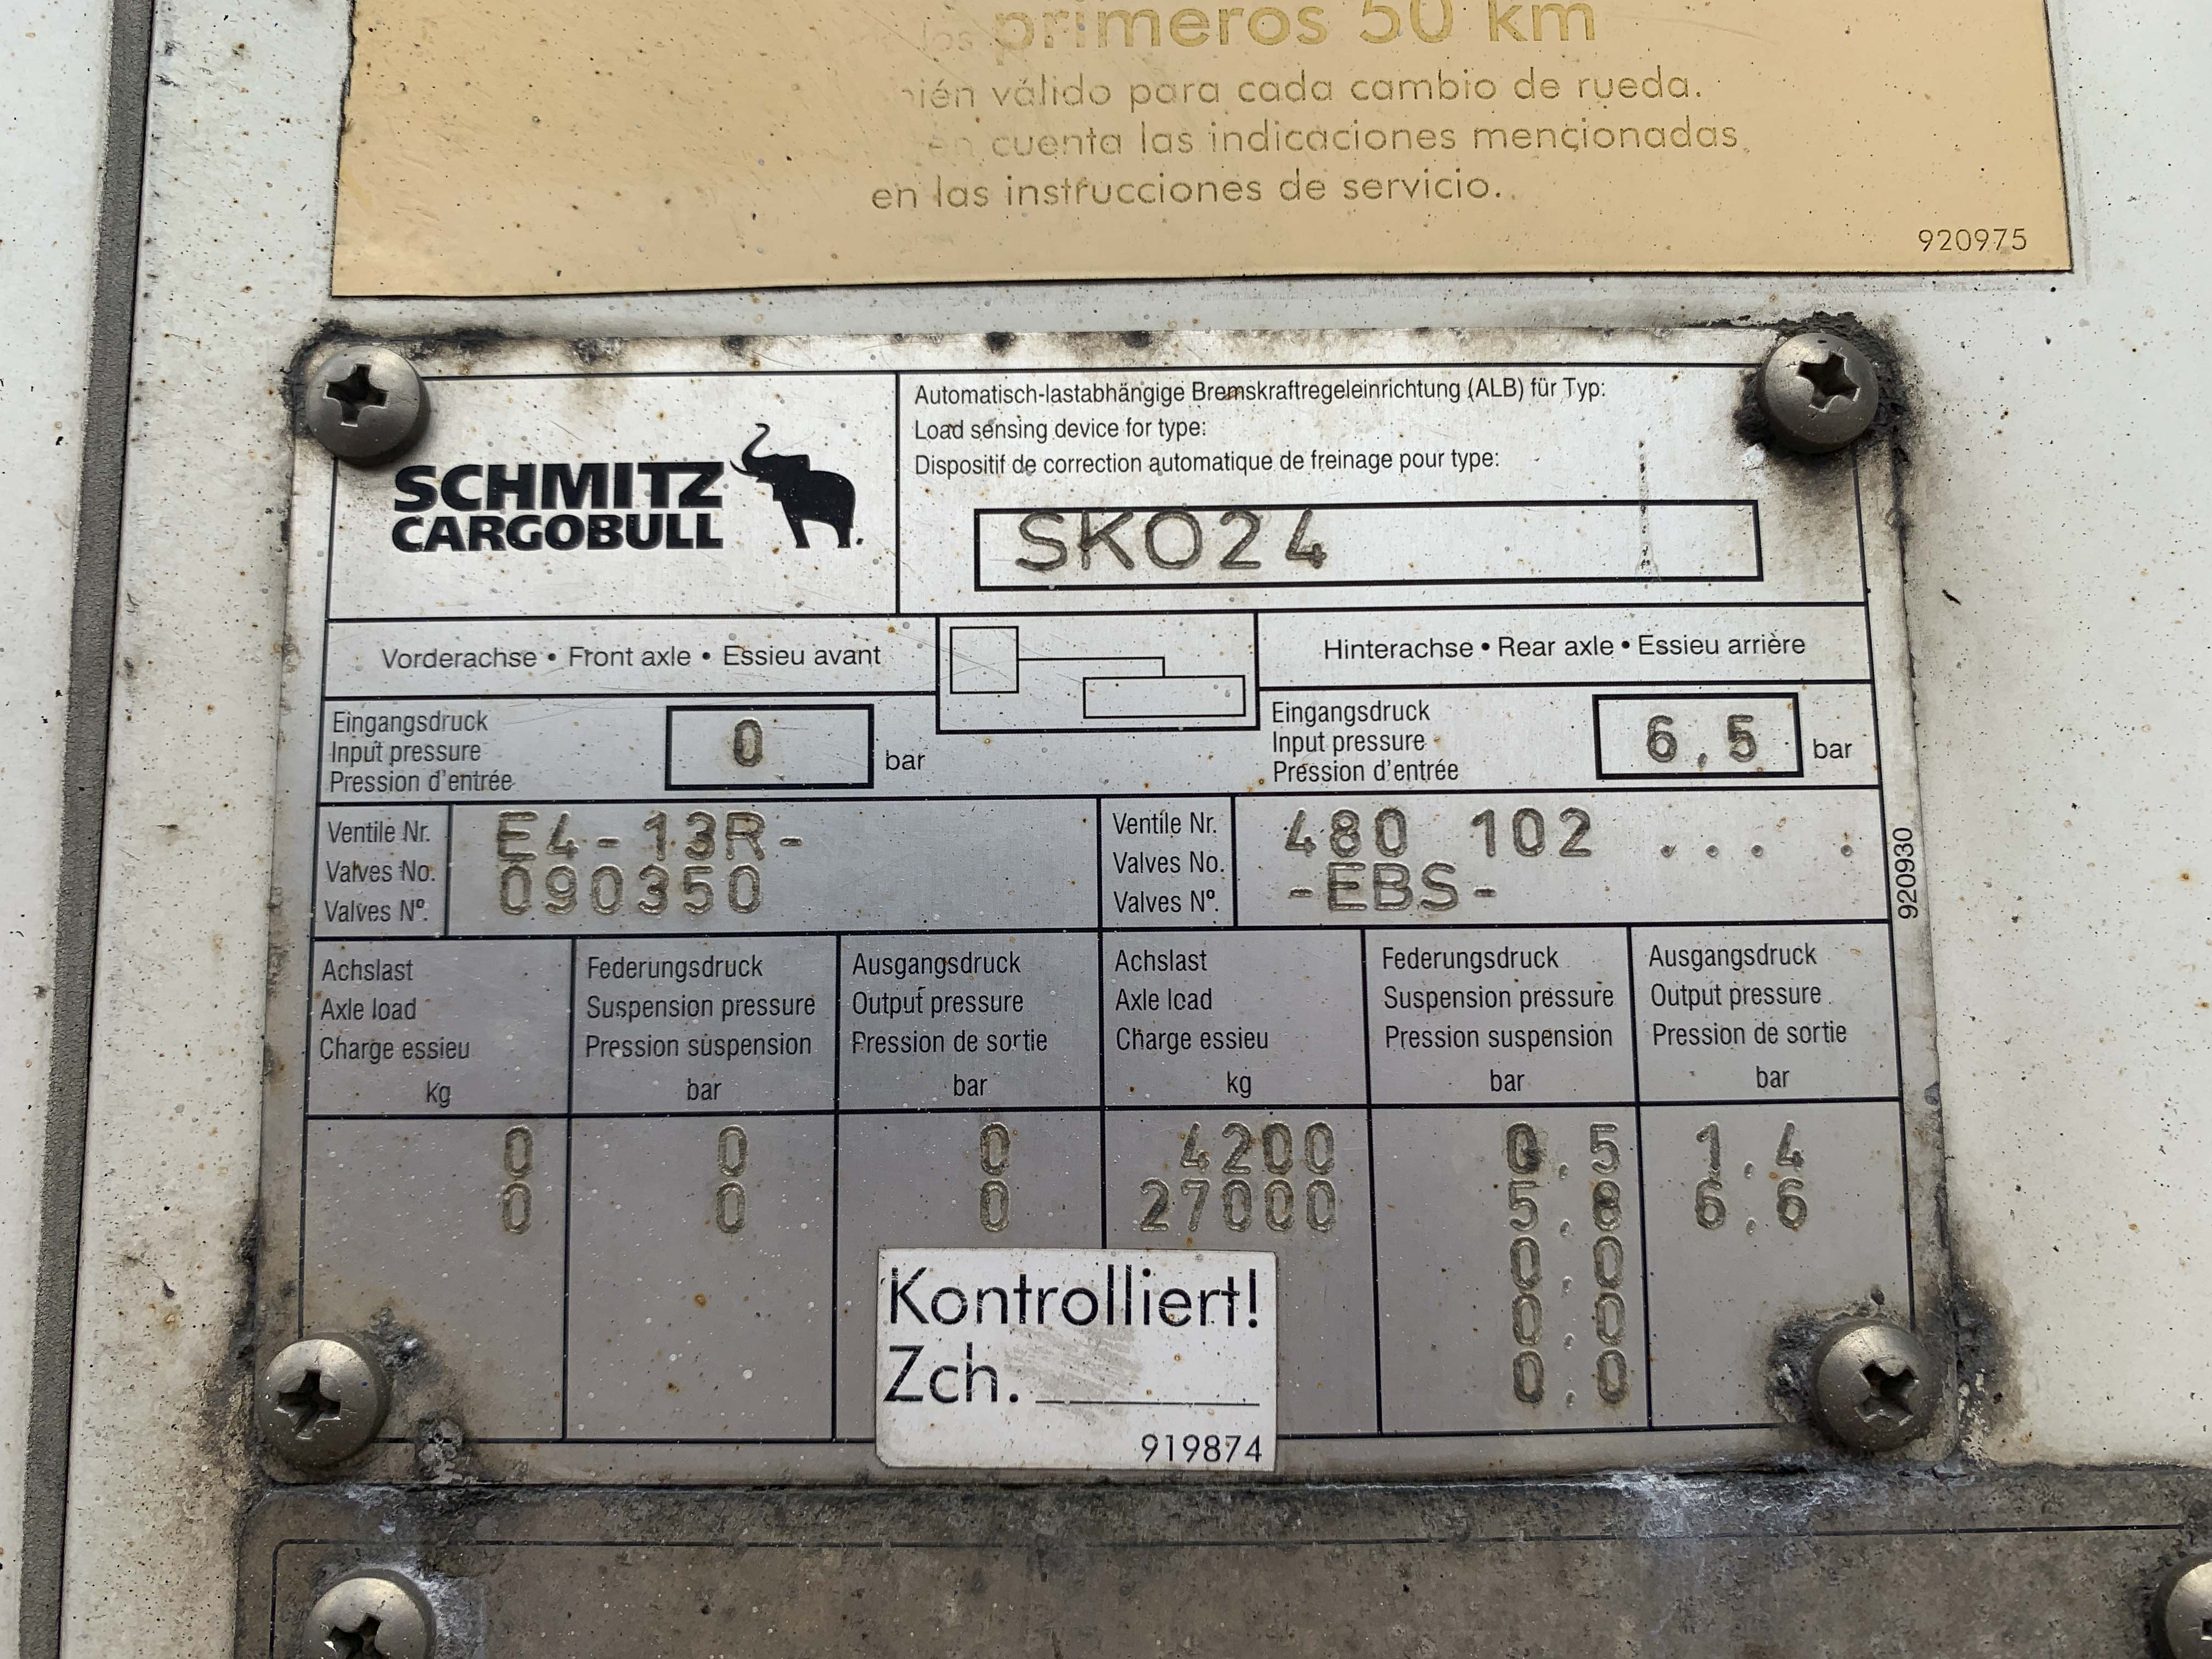 los primeros 50 km
válido para cada cambio de rueda.
en cuenta las indicaciones mencionadas
en las instrucciones de servicio.
920975
SCHMITZ
CARGOBULL
Automatisch-lastabhängige Bremskraftregeleinrichtung (ALB) für Typ:
Load sensing device for type:
Dispositif de correction automatique de freinage pour type:
SKO24
Vorderachse • Front axle • Essieu avant
Hinterachse • Rear axle • Essieu arrière
Eingangsdruck
Input pressure
Pression d'entrée
0
bar
Eingangsdruck
Input pressure
Pression d'entrée
6,5
bar
Ventile Nr.
Valves No.
Valves Nº.
E4-13R-
090350
Ventile Nr.
Valves No.
Valves Nº.
480 102 ... .
-EBS-
920930
Achslast
Axle load
Charge essieu
kg
Federungsdruck
Suspension pressure
Pression suspension
bar
Ausgangsdruck
Output pressure
Pression de sortie
bar
Achslast
Axle load
Charge essieu
kg
Federungsdruck
Suspension pressure
Pression suspension
bar
Ausgangsdruck
Output pressure
Pression de sortie
bar
0 0 0 4200 0.5 1.4
0 0 0 27000 5.8 6.6
0.0
0.0
0.0
Kontrolliert!
Zch.
919874